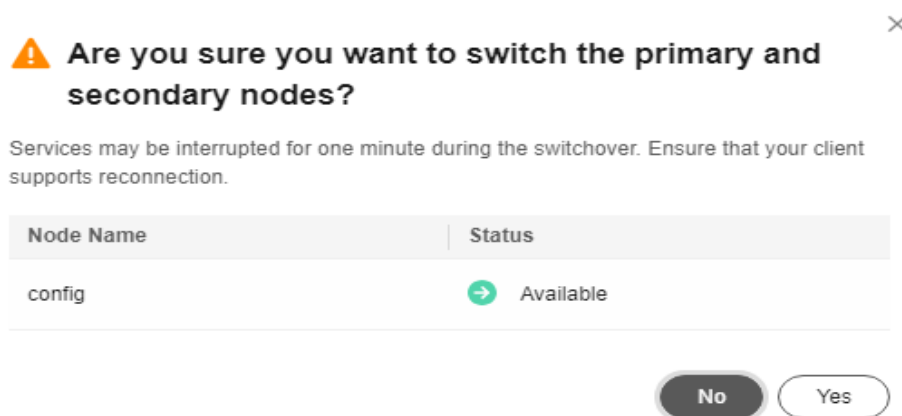 Are you sure you want to switch the primary and
secondary nodes?
Services may be interrupted for one minute during the switchover. Ensure that your client
supports reconnection.
Node Name Status
config Available
No Yes